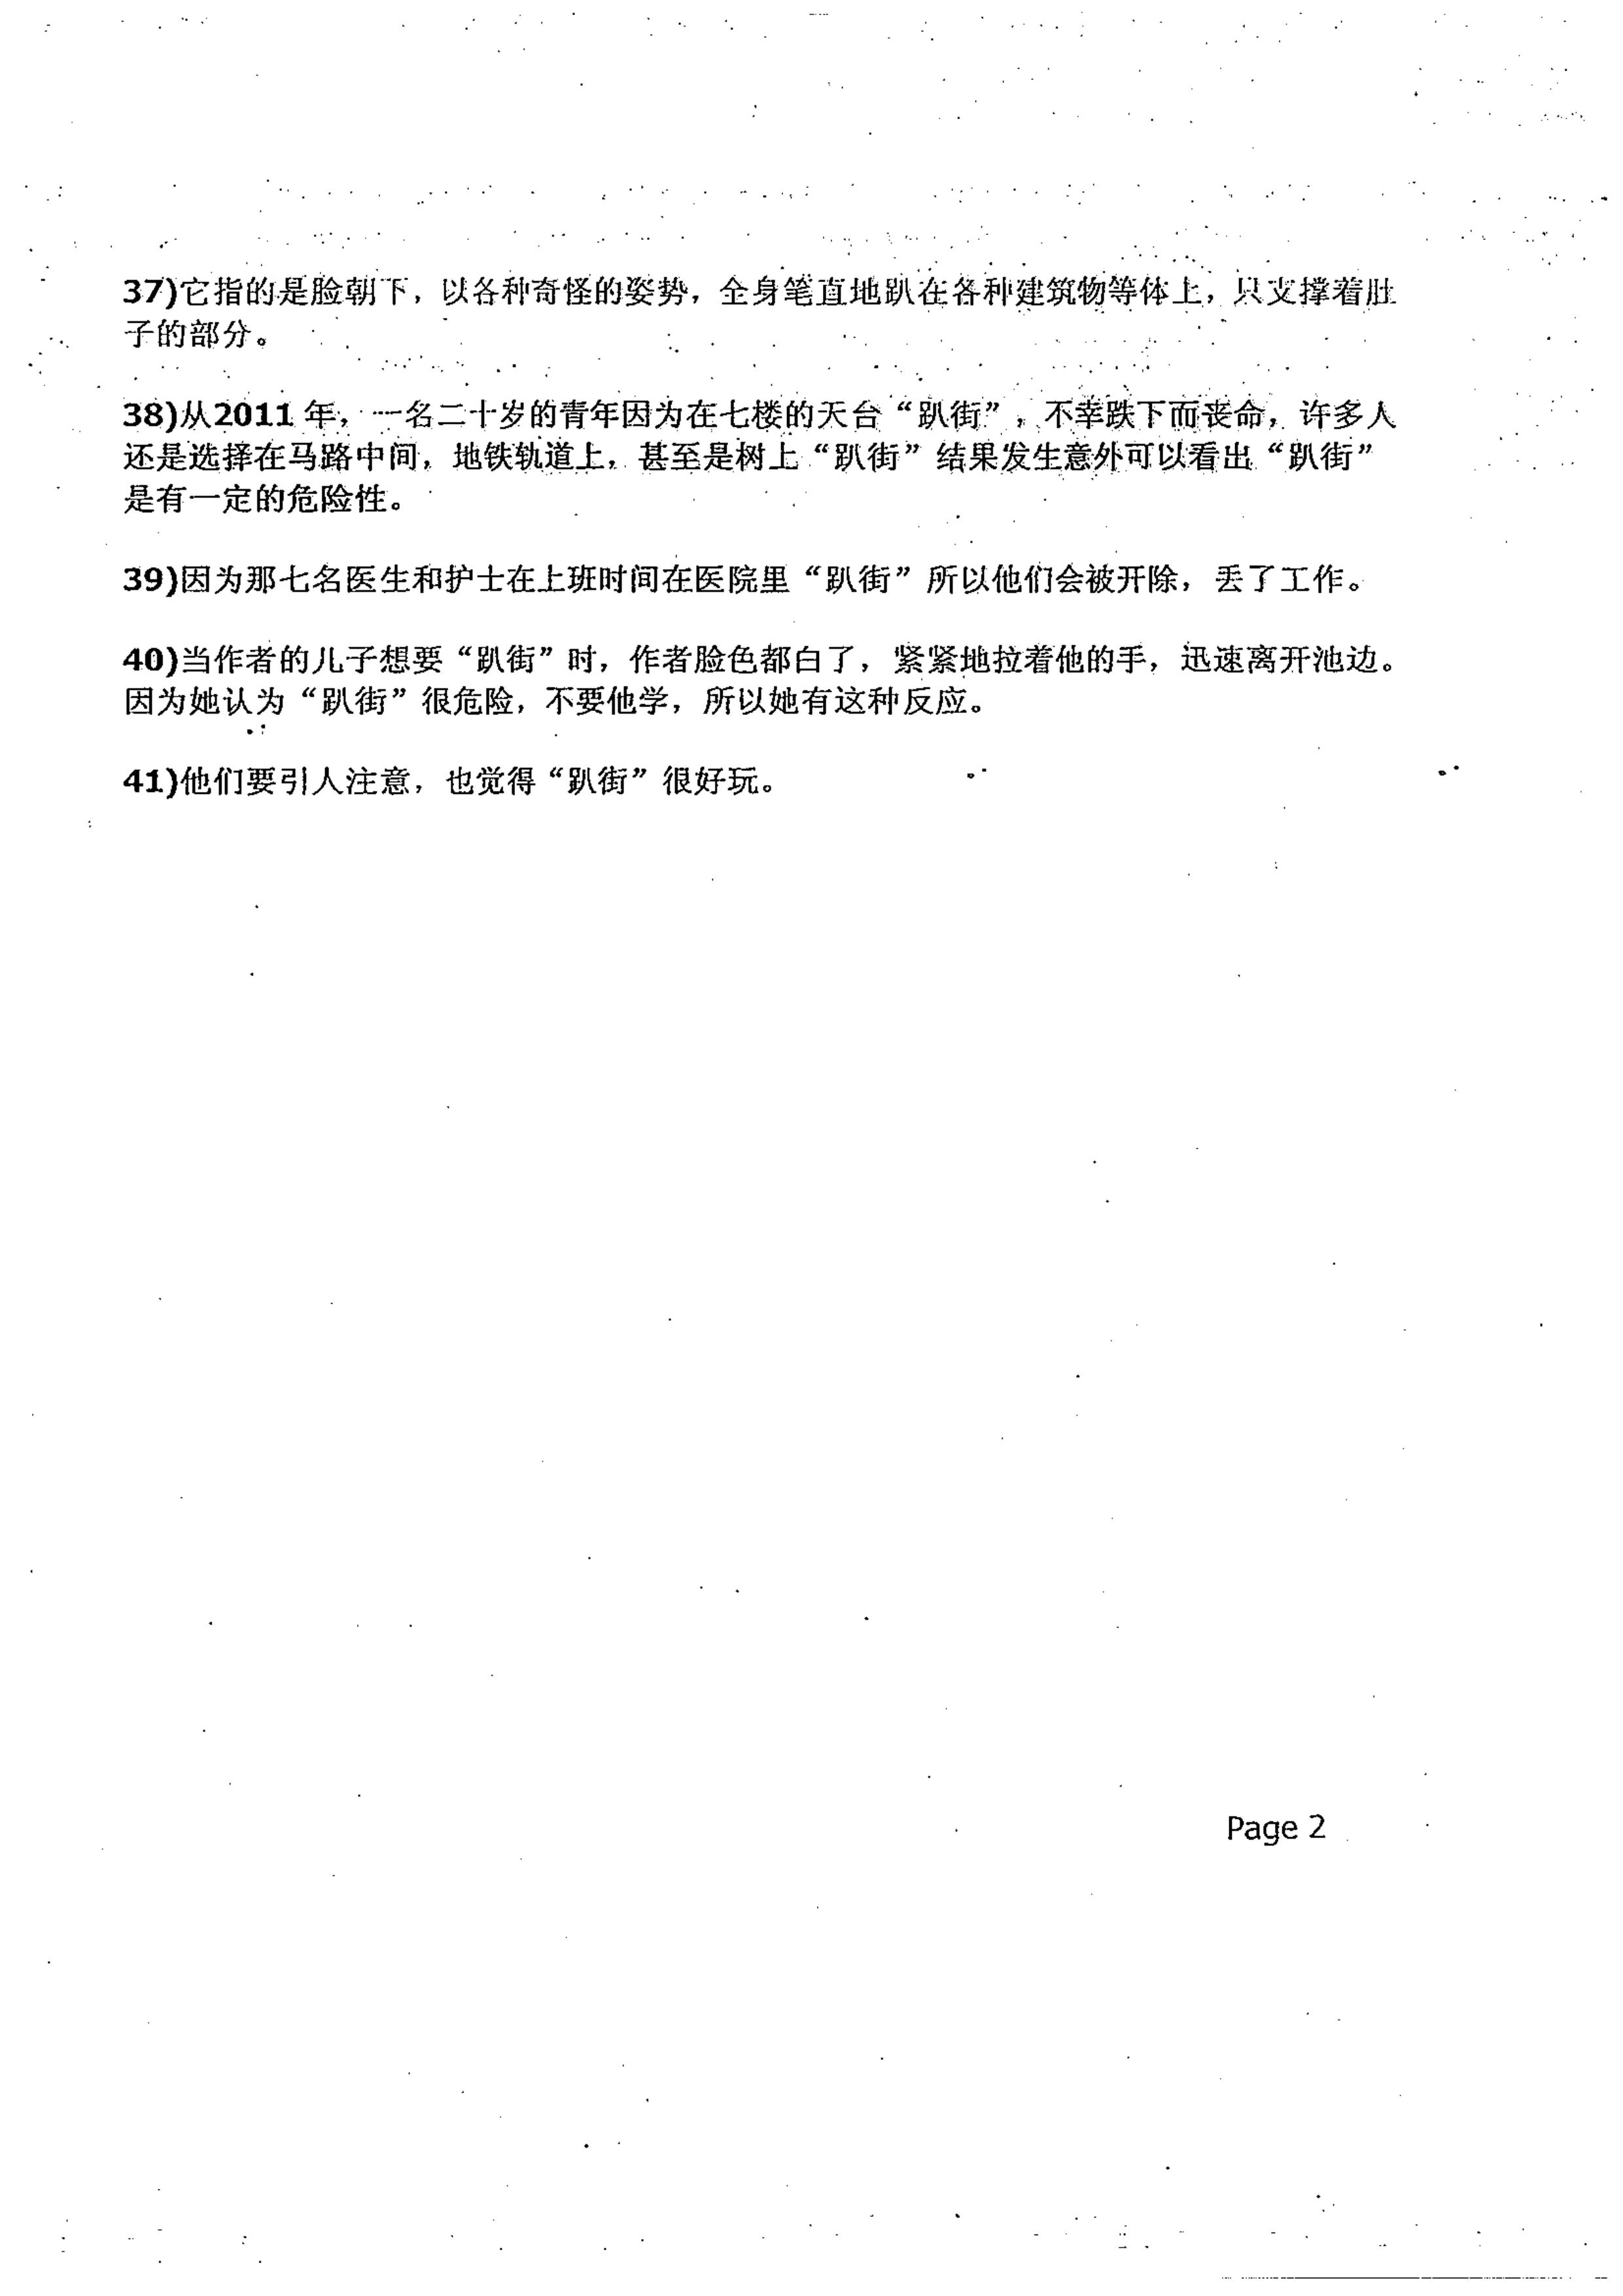 37)它指的是脸朝下，以各种奇怪的姿势，全身笔直地趴在各种建筑物等体上，只支撑着肚
子的部分。
38)从2011 年，一名二十岁的青年因为在七楼的天台“趴街”，不幸跌下而丧命，许多人
还是选择在马路中间，地铁轨道上，甚至是树上“趴街”结果发生意外可以看出“趴街”
是有一定的危险性。
39)因为那七名医生和护士在上班时间在医院里“趴街”所以他们会被开除，丢了工作。
40)当作者的儿子想要“趴街”时，作者脸色都白了，紧紧地拉着他的手，迅速离开池边。
因为她认为“趴街”很危险，不要他学，所以她有这种反应。
41)他们要引人注意，也觉得“趴街”很好玩。
Page 2